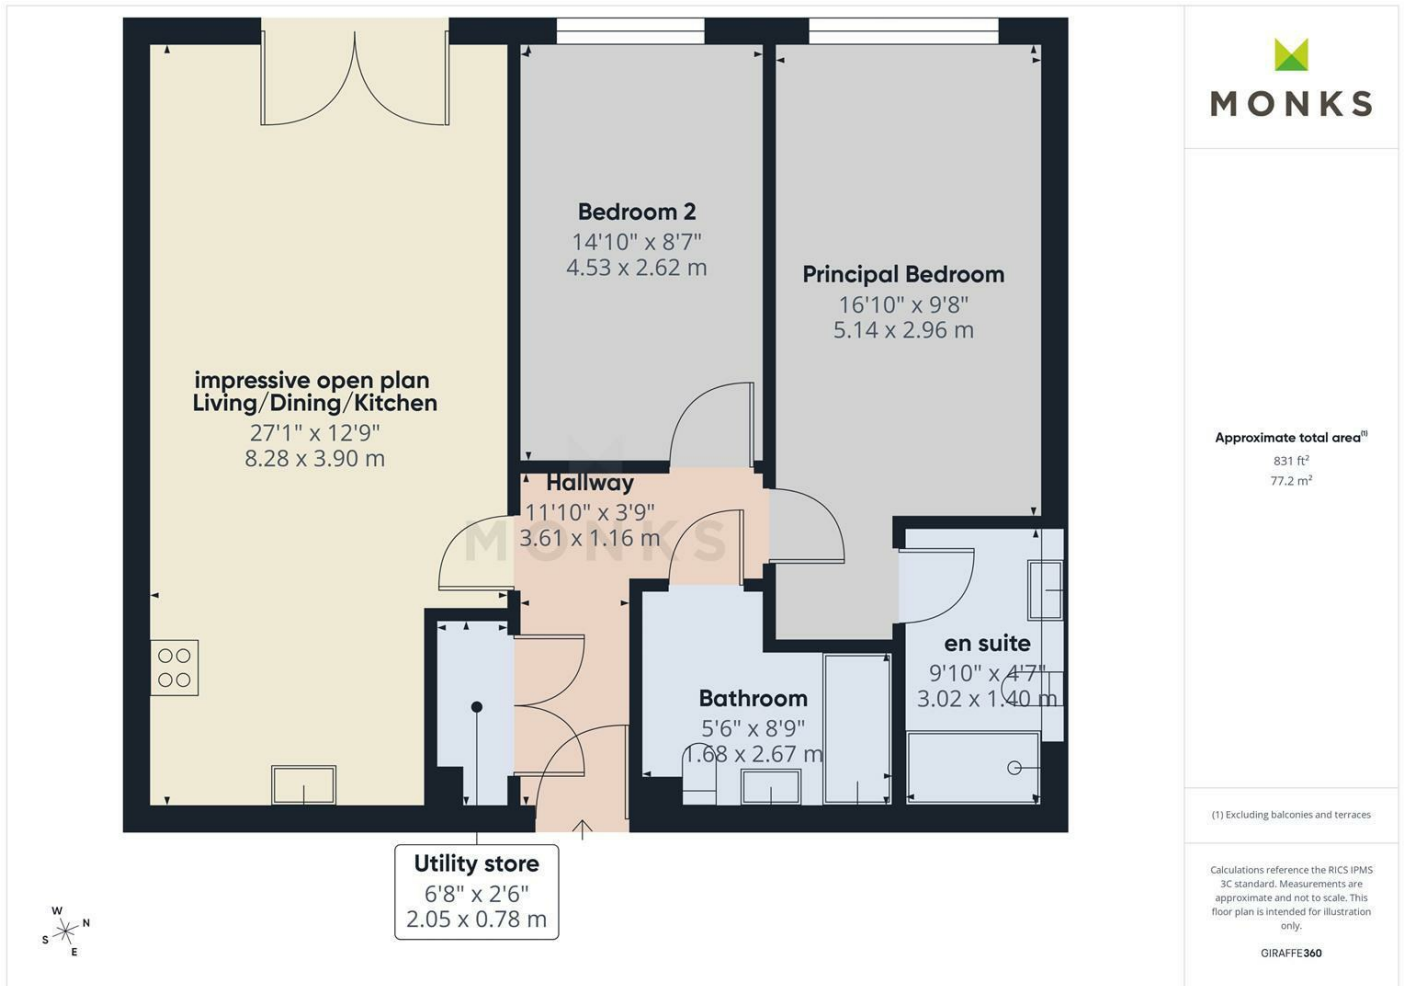 Bedroom 2
14'10" x 8'7"
4.53 x 2.62 m
Principal Bedroom
16'10" x 9'8"
5.14 x 2.96 m
impressive open plan
Living/Dining/Kitchen
27'1" x 12'9"
8.28 x 3.90 m
Hallway
11'10" x 3'9"
3.61 x 1.16 m
MONKS
en suite
9'10" x 4'7"
3.02 x 1.40 m
Bathroom
5'6" x 8'9"
1.68 x 2.67 m
Utility store
6'8" x 2'6"
2.05 x 0.78 m
W
N
S
E
MONKS
Approximate total area(1)
831 ft²
77.2 m²
(1) Excluding balconies and terraces
Calculations reference the RICS IPMS
3C standard. Measurements are
approximate and not to scale. This
floor plan is intended for illustration
only.
GIRAFFE360